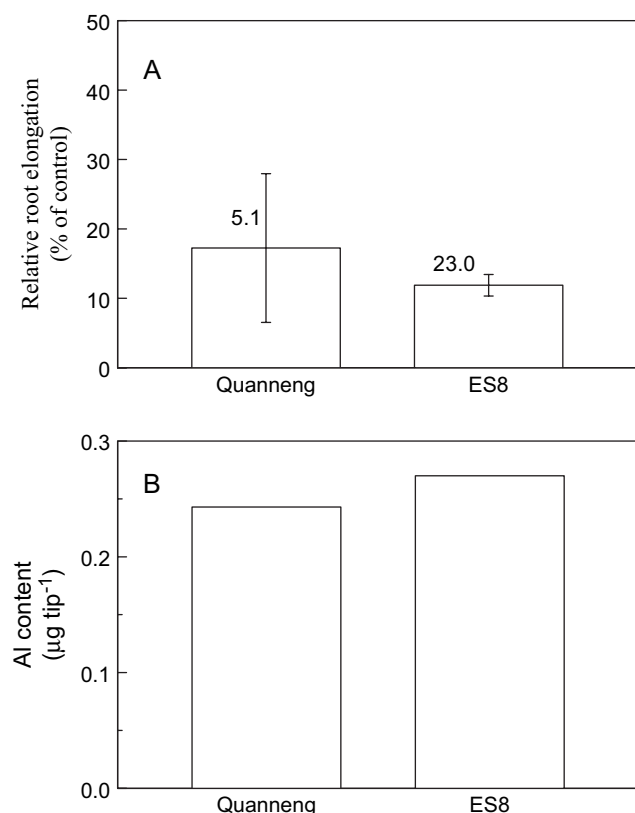 50
A
40
Relative root elongation
(% of control)
30
5.1
20
23.0
10
0
Quanneng ES8
0.3
B
0.2
Al content
(µg tip-1)
0.1
0.0
Quanneng ES8